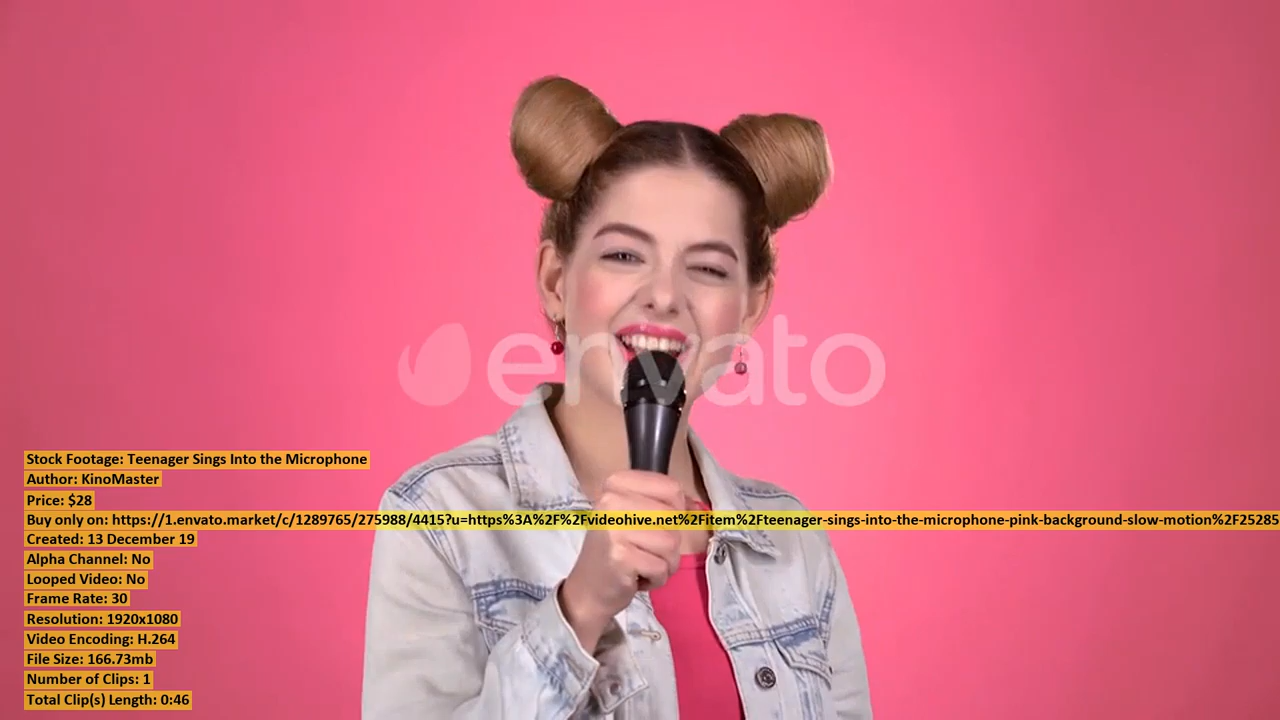 envato
Stock Footage: Teenager Sings Into the Microphone
Author: KinoMaster
Price: $28
Buy only on: https://1.envato.market/c/1289765/275988/4415?u=https%3A%2F%2Fvideohive.net%2Fitem%2Fteenager-sings-into-the-microphone-pink-background-slow-motion%2F25285
Created: 13 December 19
Alpha Channel: No
Looped Video: No
Frame Rate: 30
Resolution: 1920x1080
Video Encoding: H.264
File Size: 166.73mb
Number of Clips: 1
Total Clip(s) Length: 0:46